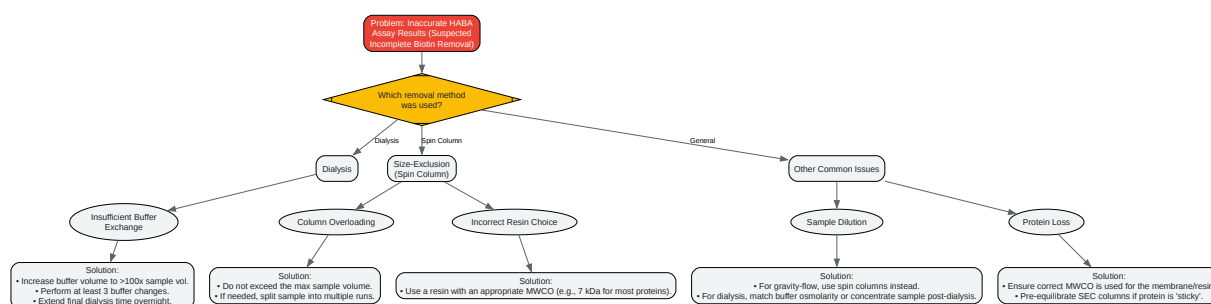 Problem: Inaccurate HABA
Assay Results (Suspected
Incomplete Biotin Removal)
Which removal method
was used?
Dialysis
Spin Column
General
Dialysis
Size-Exclusion
(Spin Column)
Other Common Issues
Insufficient Buffer
Exchange
Column Overloading
Incorrect Resin Choice
Sample Dilution
Protein Loss
Solution:
• Increase buffer volume to >100x sample vol.
• Perform at least 3 buffer changes.
• Extend final dialysis time overnight.
Solution:
• Do not exceed the max sample volume.
• If needed, split sample into multiple runs.
Solution:
• Use a resin with an appropriate MWCO (e.g., 7 kDa for most proteins).
Solution:
• For gravity-flow, use spin columns instead.
• For dialysis, match buffer osmolarity or concentrate sample post-dialysis.
Solution:
• Ensure correct MWCO is used for the membrane/resin
• Pre-equilibrate SEC columns if protein is 'sticky'.